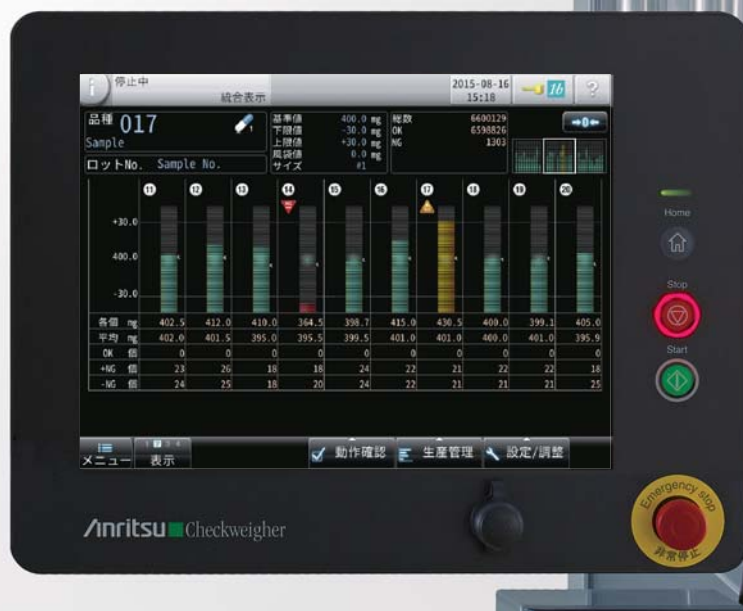 停止中
統合表示
2015-08-16
15:18
1b
?
品種 017
Sample
1
ロットNo. Sample No.
基準値 400.0 mg
下限値 -30.0 mg
上限値 +30.0 mg
風袋値 0.0 mg
サイズ #1
総数 6600129
OK 6598826
NG 1303
→0←
11 12 13 14 15 16 17 18 19 20
+30.0
400.0
-30.0
各個 mg 402.5 412.0 410.0 364.5 398.7 415.0 430.5 400.0 399.1 405.0
平均 mg 402.0 401.5 395.0 395.5 399.5 401.0 401.0 400.0 401.0 395.9
OK 個 0 0 0 0 0 0 0 0 0 0
+NG 個 23 26 18 18 24 22 21 22 22 18
-NG 個 24 25 18 20 24 22 21 21 21 25
メニュー
1 2 3 4
表示
動作確認
生産管理
設定/調整
Home
Stop
Start
Anritsu Checkweigher
Emergency stop
非常停止